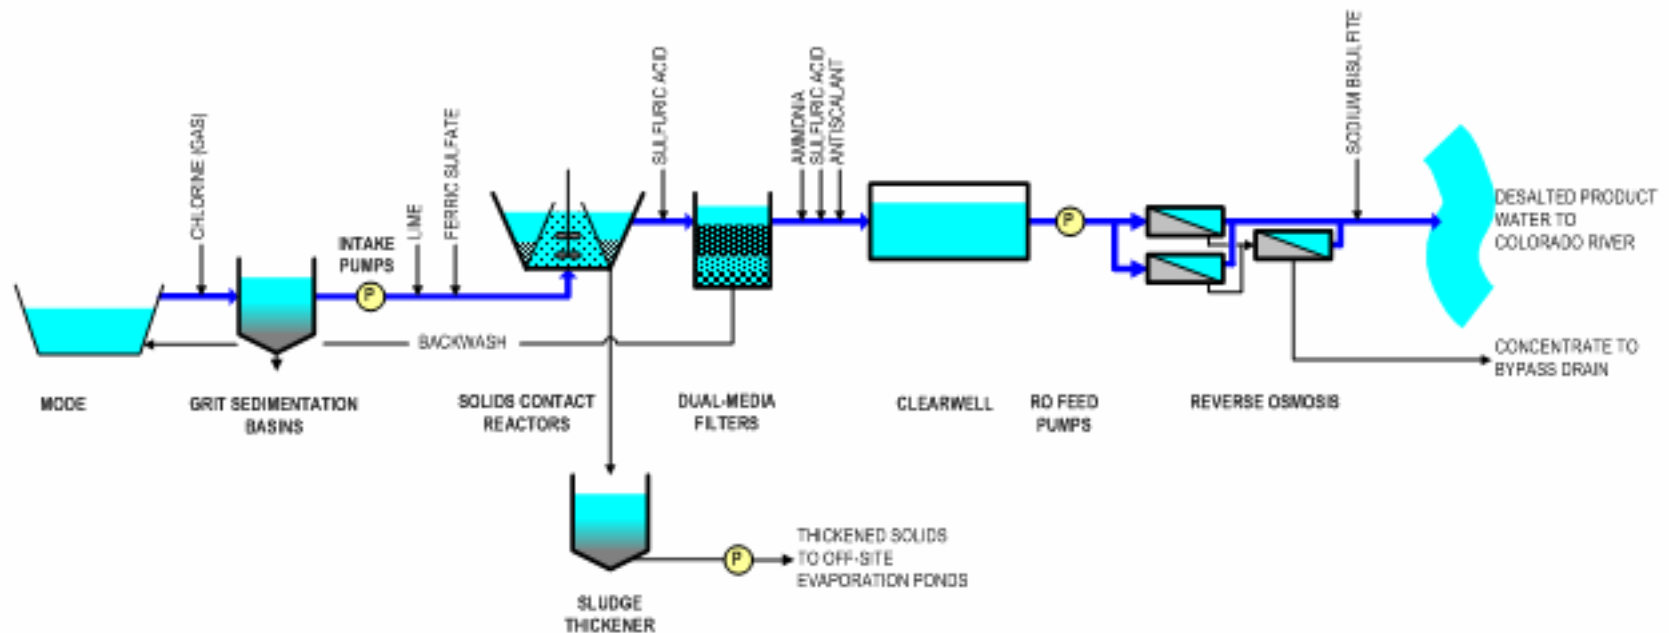 CHLORINE (GAS)
LIME
FERRIC SULFATE
SULFURIC ACID
AMMONIA
SULFURIC ACID
ANTISCALANT
SODIUM BISULFITE
INTAKE
PUMPS
P
P
DESALTED PRODUCT
WATER TO
COLORADO RIVER
BACKWASH
CONCENTRATE TO
BYPASS DRAIN
MODE
GRIT SEDIMENTATION
BASINS
SOLIDS CONTACT
REACTORS
DUAL-MEDIA
FILTERS
CLEARWELL
RO FEED
PUMPS
REVERSE OSMOSIS
P
THICKENED SOLIDS
TO OFF-SITE
EVAPORATION PONDS
SLUDGE
THICKENER